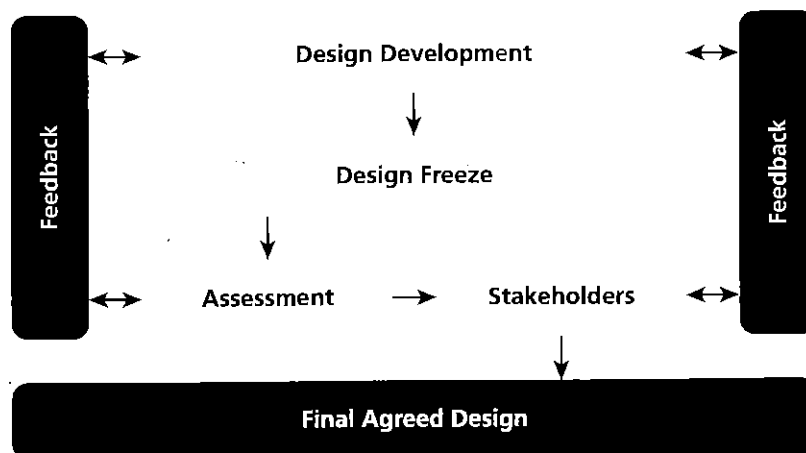 Feedback
Design Development
Feedback
Design Freeze
Assessment
Stakeholders
Final Agreed Design